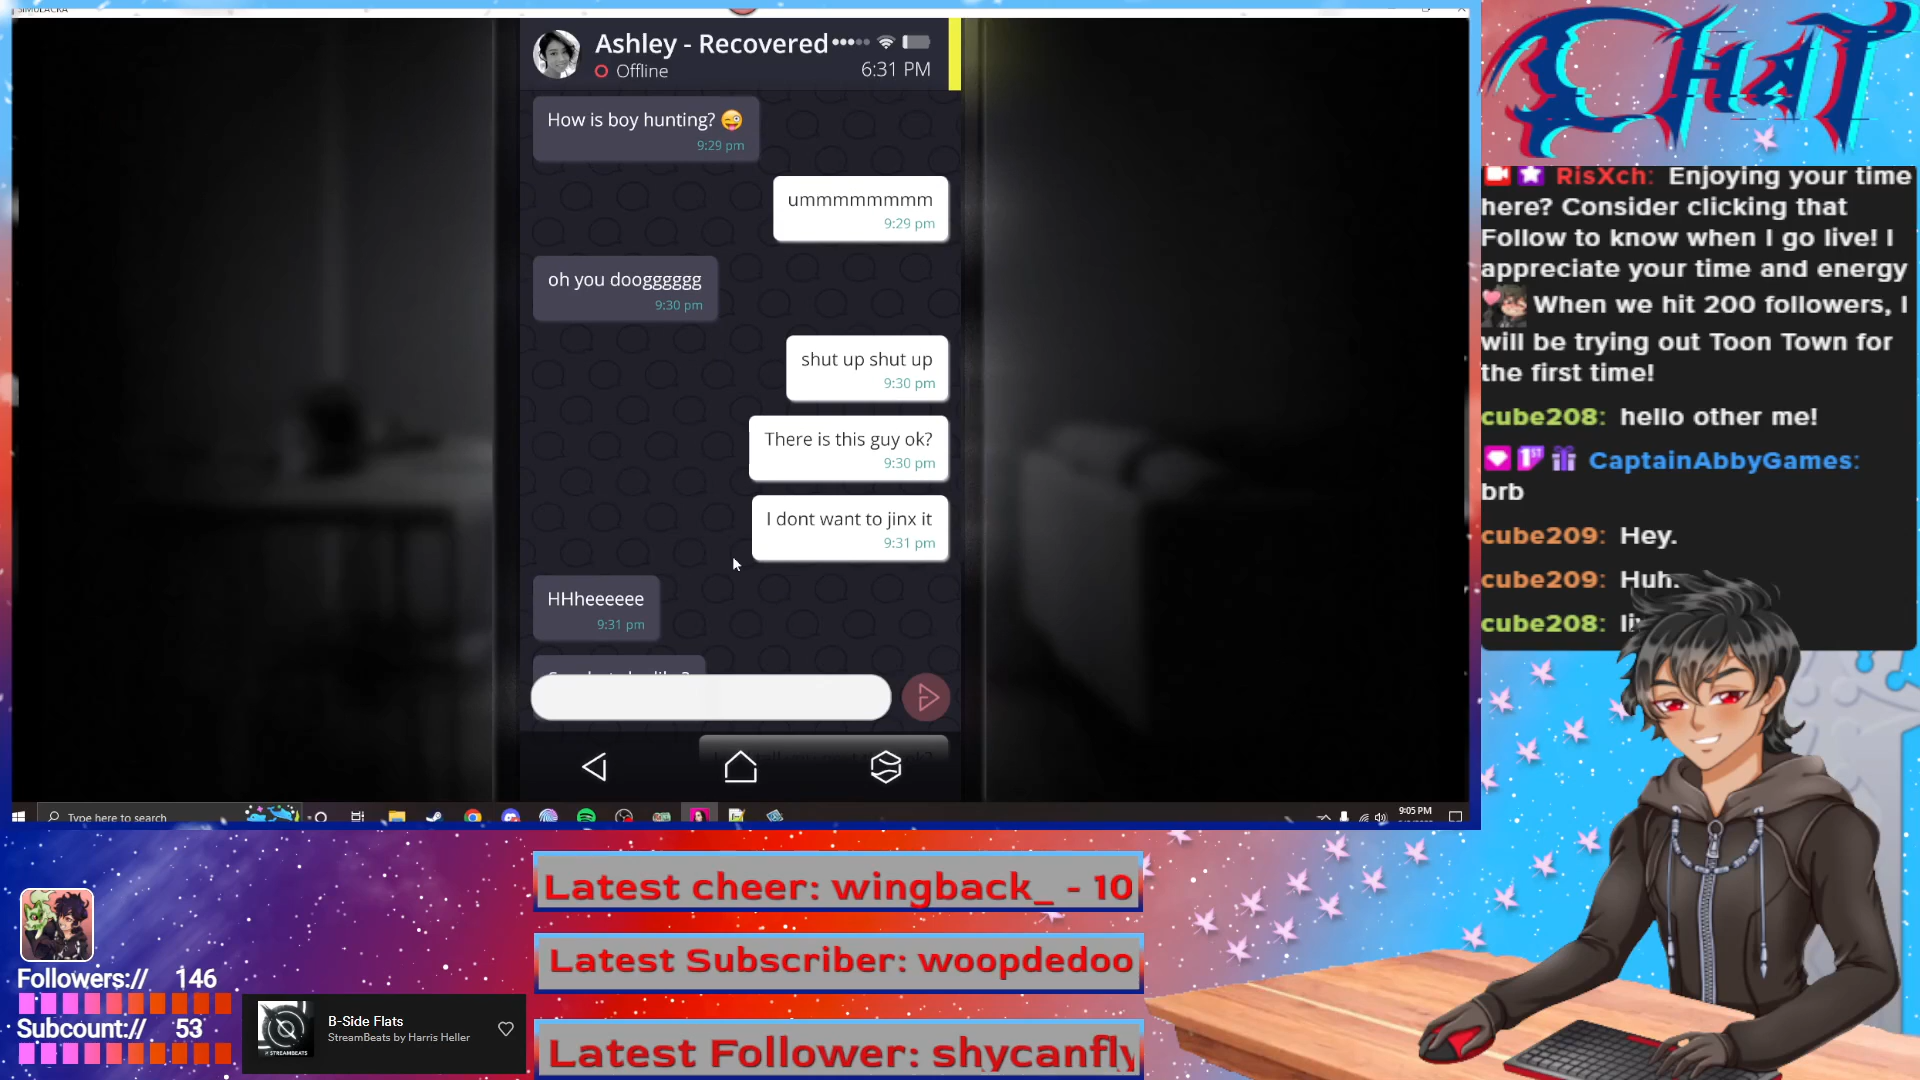 SIMULACRA
Ashley - Recovered
Offline
6:31 PM
How is boy hunting? 😜
9:29 pm
ummmmmmmm
9:29 pm
oh you doogggggg
9:30 pm
shut up shut up
9:30 pm
There is this guy ok?
9:30 pm
I dont want to jinx it
9:31 pm
HHheeeeee
9:31 pm
Type here to search
9:05 PM
CHAT
RisXch: Enjoying your time
here? Consider clicking that
Follow to know when I go live! I
appreciate your time and energy
When we hit 200 followers, I
will be trying out Toon Town for
the first time!
cube208: hello other me!
CaptainAbbyGames:
brb
cube209: Hey.
cube209: Huh.
cube208:
Latest cheer: wingback_ - 10
Latest Subscriber: woopdedoo
Latest Follower: shycanfly
Followers:// 146
Subcount:// 53
STREAMBEATS
B-Side Flats
StreamBeats by Harris Heller